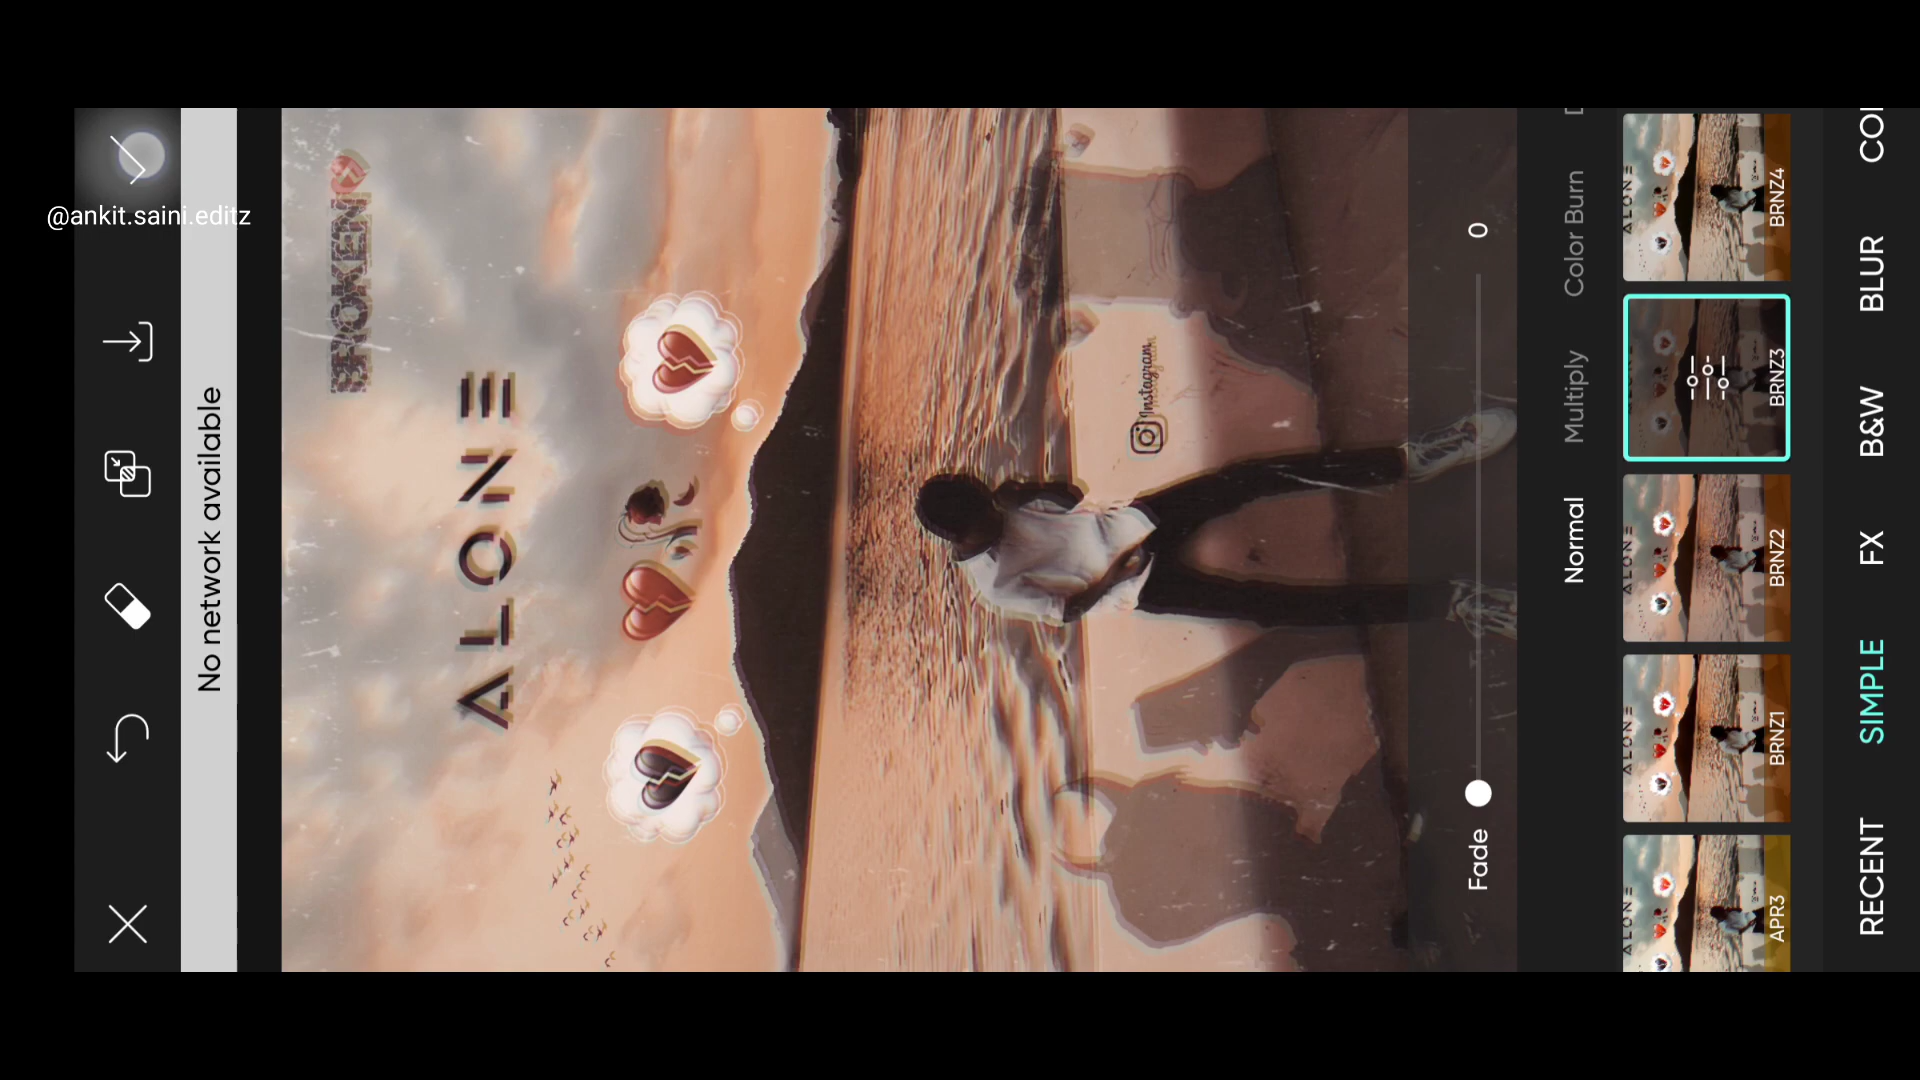 @ankit.saini.editz
No network available
BROKEN
ALONE
Instagram
Fade
0
Normal
Multiply
Color Burn
APR3
BRNZ1
BRNZ2
BRNZ3
BRNZ4
RECENT
SIMPLE
FX
B&W
BLUR